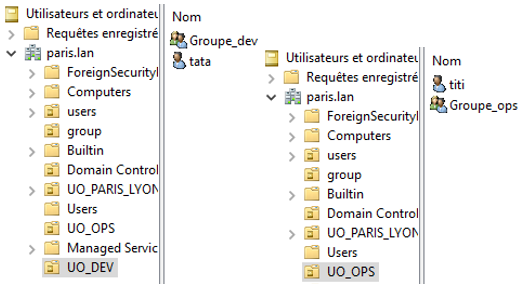 Utilisateurs et ordinateu
Requêtes enregistré
paris.lan
ForeignSecurityI
Computers
users
group
Builtin
Domain Control
UO_PARIS_LYON
Users
UO_OPS
Managed Servic
UO_DEV
Nom
Groupe_dev
tata
Utilisateurs et ordinateu
Requêtes enregistré
paris.lan
ForeignSecurityI
Computers
users
group
Builtin
Domain Control
UO_PARIS_LYON
Users
UO_OPS
Nom
titi
Groupe_ops